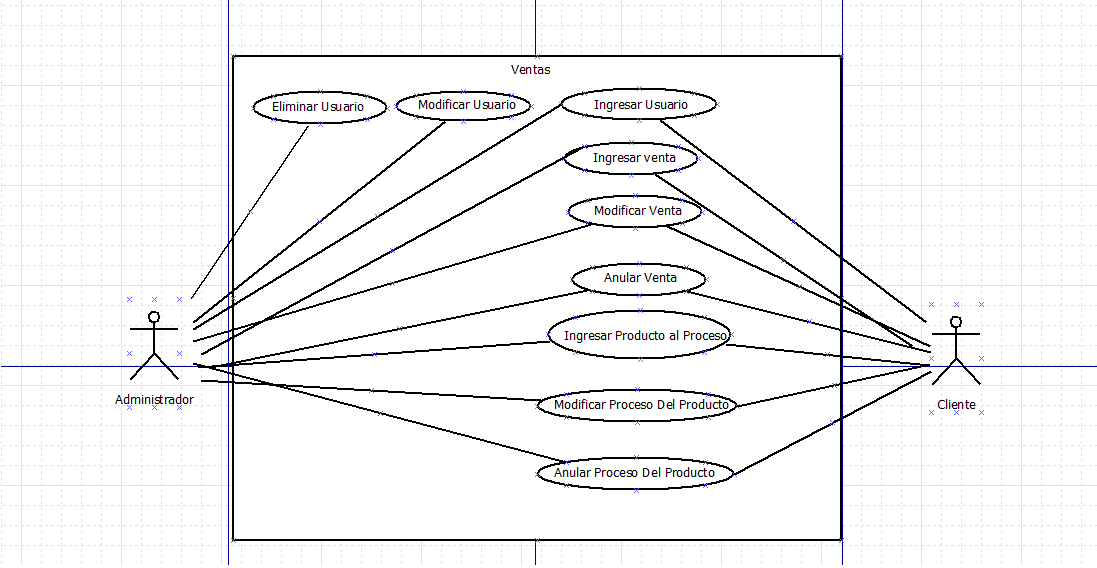 Ventas
Eliminar Usuario
Modificar Usuario
Ingresar Usuario
Ingresar venta
Modificar Venta
Anular Venta
Ingresar Producto al Proceso
Administrador
Modificar Proceso Del Producto
Cliente
Anular Proceso Del Producto